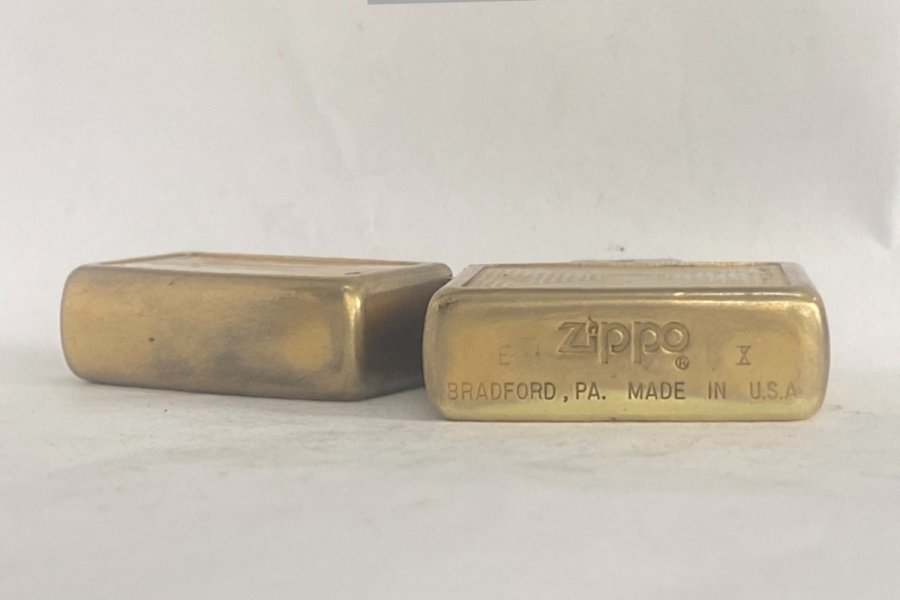 Zippo ®
E X
BRADFORD, PA. MADE IN U.S.A